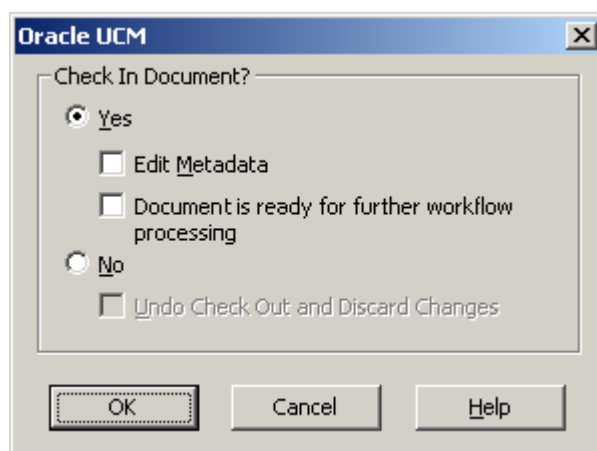 Oracle UCM
Check In Document?
Yes
Edit Metadata
Document is ready for further workflow
processing
No
Undo Check Out and Discard Changes
OK Cancel Help